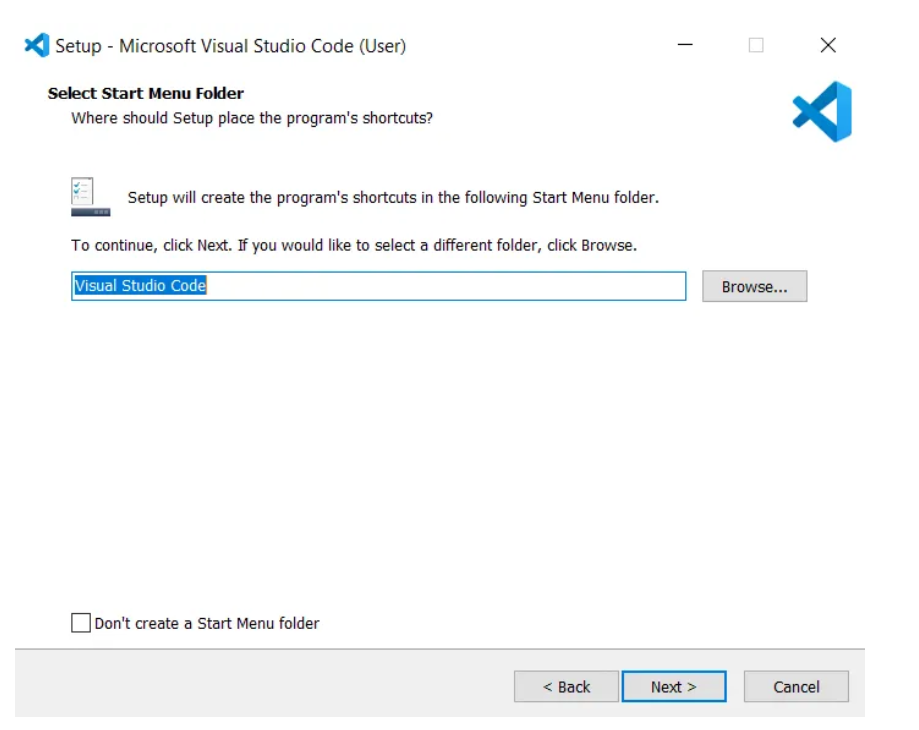 Setup - Microsoft Visual Studio Code (User)
Select Start Menu Folder
Where should Setup place the program's shortcuts?
Setup will create the program's shortcuts in the following Start Menu folder.
To continue, click Next. If you would like to select a different folder, click Browse.
Visual Studio Code
Browse...
Don't create a Start Menu folder
< Back
Next >
Cancel